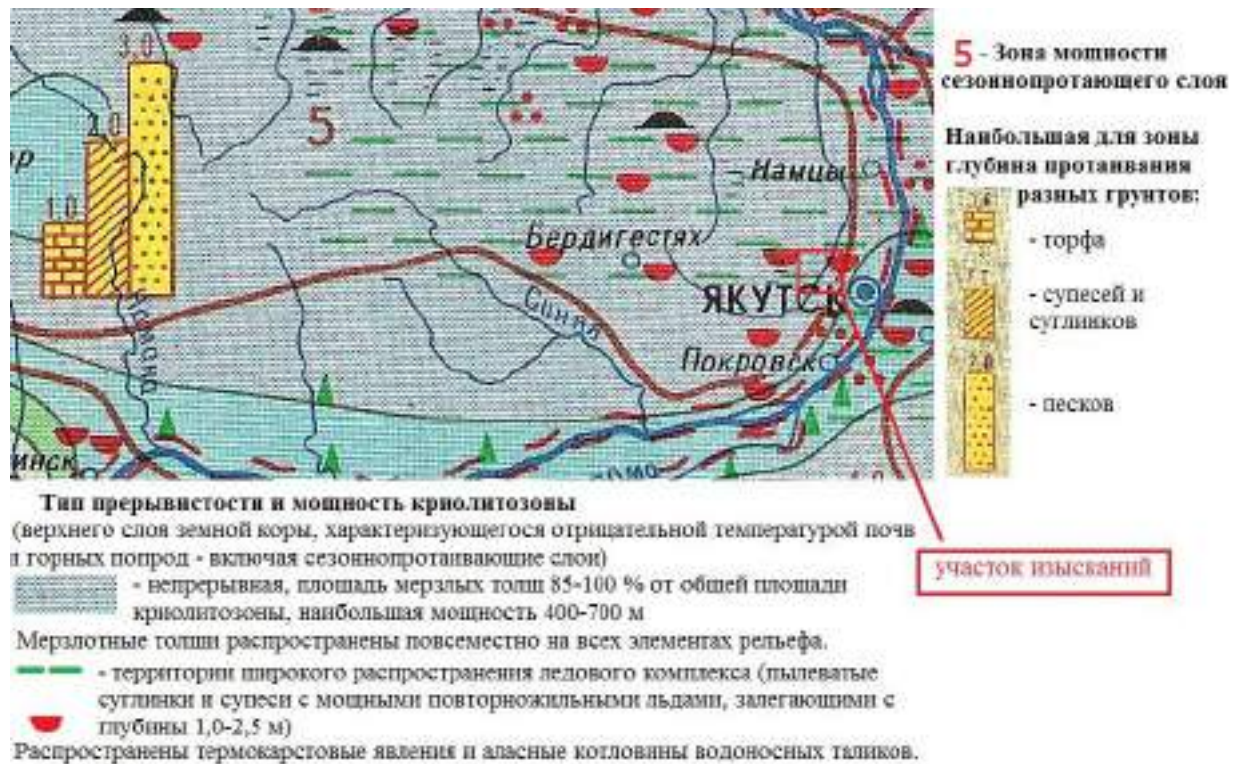 3,0
2,0
1,0
5
ор
Намцы
Бердигестях
ЯКУТСК
Синяя
Покровск
инск
5 - Зона мощности
сезоннопротающего слоя
Наибольшая для зоны
глубина протаивания
разных грунтов:
- торфа
- супесей и
суглинков
- песков
участок изысканий
Тип прерывистости и мощность криолитозоны
(верхнего слоя земной коры, характеризующегося отрицательной температурой почв
и горных попрод - включая сезоннопротаивающие слои)
- непрерывная, площадь мерзлых толщ 85-100 % от общей площади
криолитозоны, наибольшая мощность 400-700 м
Мерзлотные толщи распространены повсеместно на всех элементах рельефа.
- территории широкого распространения ледового комплекса (пылеватые
суглинки и супеси с мощными повторножильными льдами, залегающими с
глубины 1,0-2,5 м)
Распространены термокарстовые явления и аласные котловины водоносных таликов.